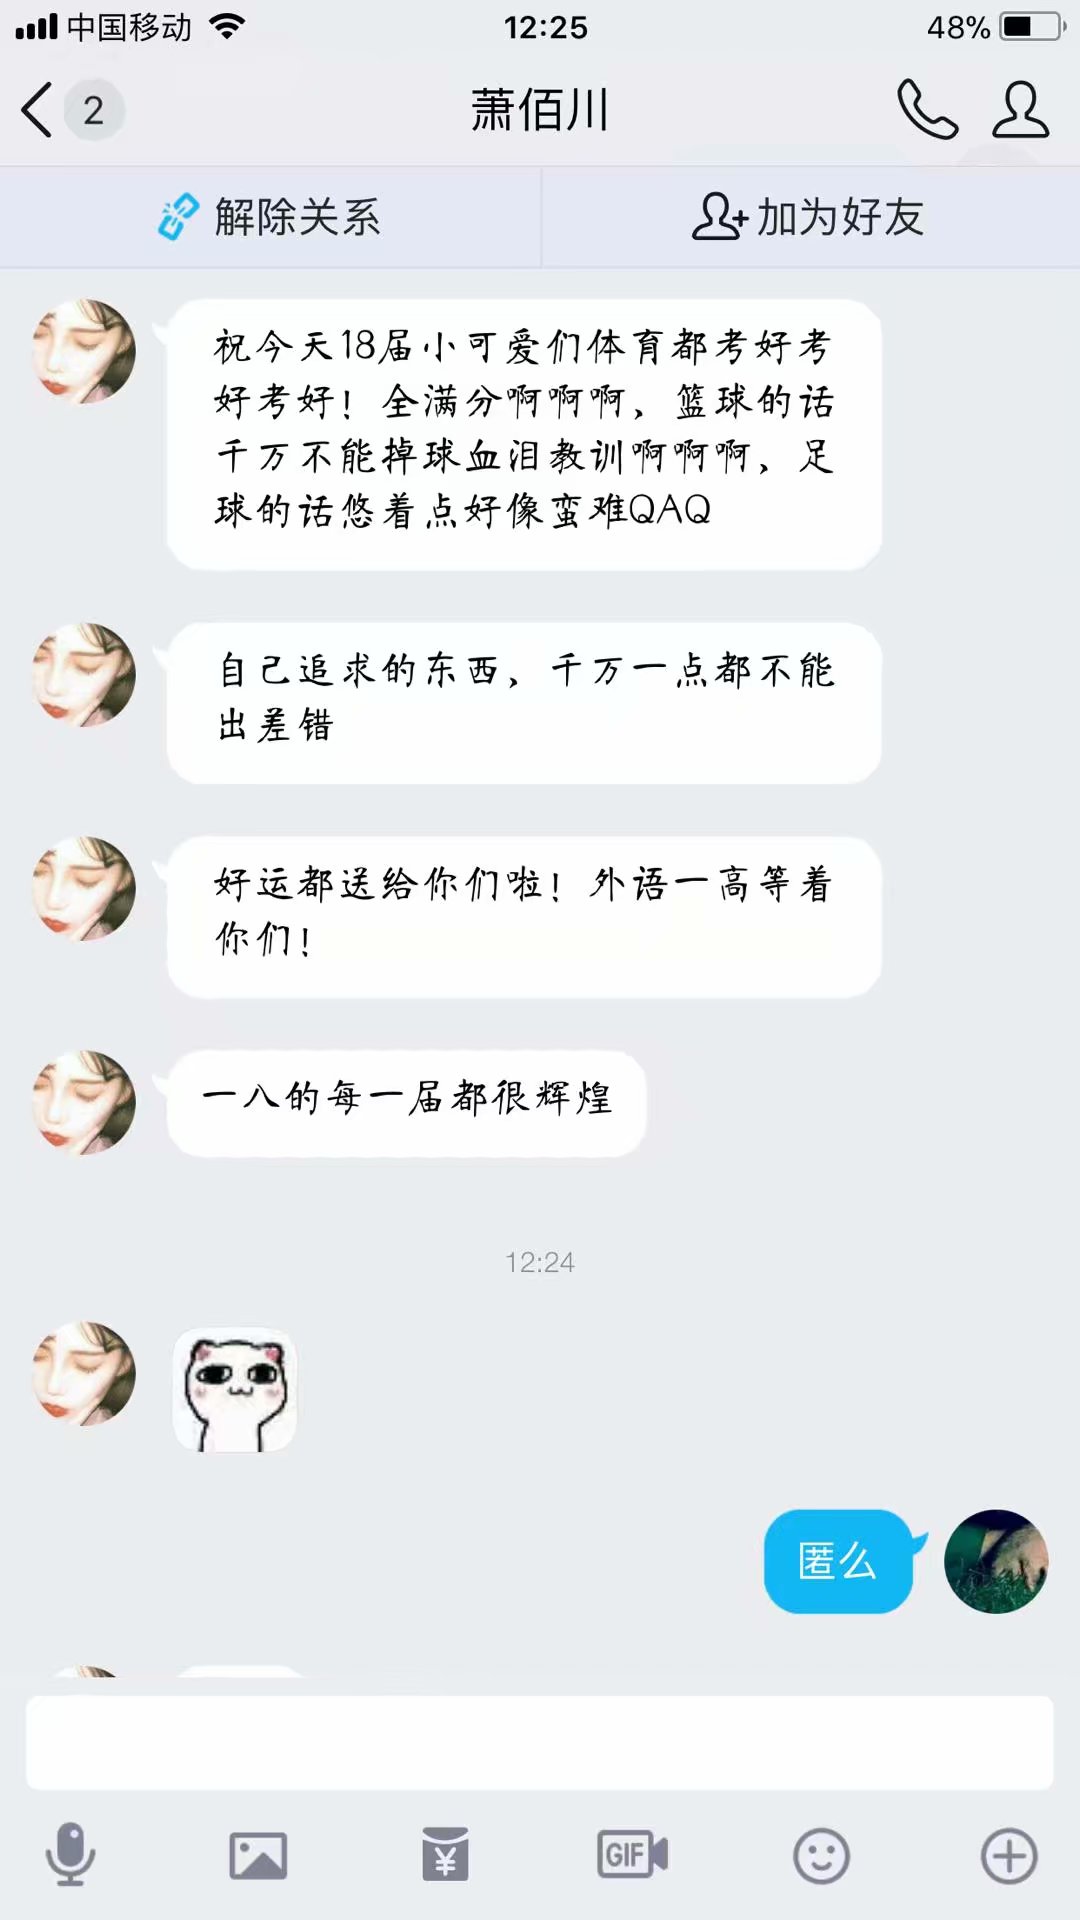 中国移动 12:25 48%
2 萧佰川
解除关系 加为好友
祝今天18届小可爱们体育都考好考
好考好！全满分啊啊啊，篮球的话
千万不能掉球血泪教训啊啊啊，足
球的话悠着点好像蛮难QAQ
自己追求的东西，千万一点都不能
出差错
好运都送给你们啦！外语一高等着
你们！
一八的每一届都很辉煌
12:24
匿么
GIF